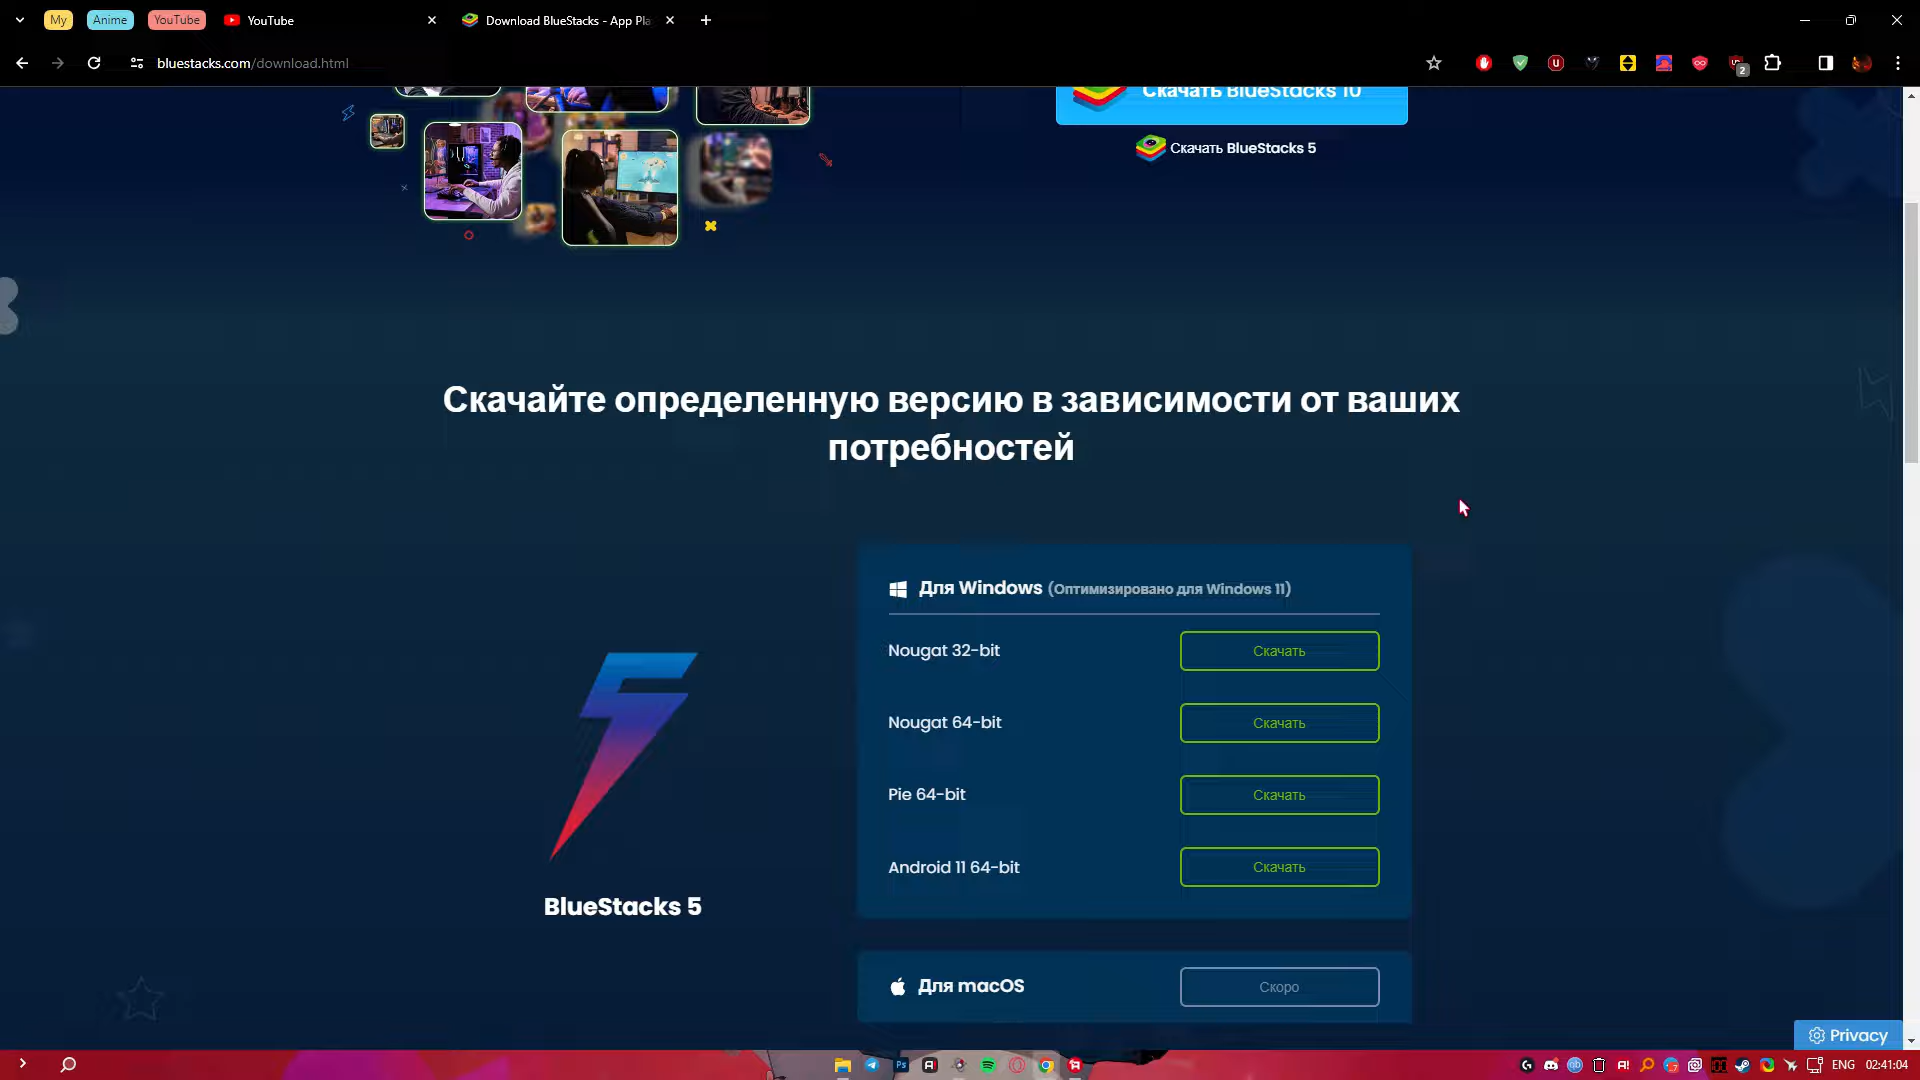 My
Anime
YouTube
YouTube
Download BlueStacks - App Pla
bluestacks.com/download.html
2
Скачать BlueStacks 10
Скачать BlueStacks 5
Скачайте определенную версию в зависимости от ваших
потребностей
Для Windows (Оптимизировано для Windows 11)
Nougat 32-bit
Скачать
Nougat 64-bit
Скачать
Pie 64-bit
Скачать
Android 11 64-bit
Скачать
BlueStacks 5
Для macOS
Скоро
Privacy
ENG
02:41:04